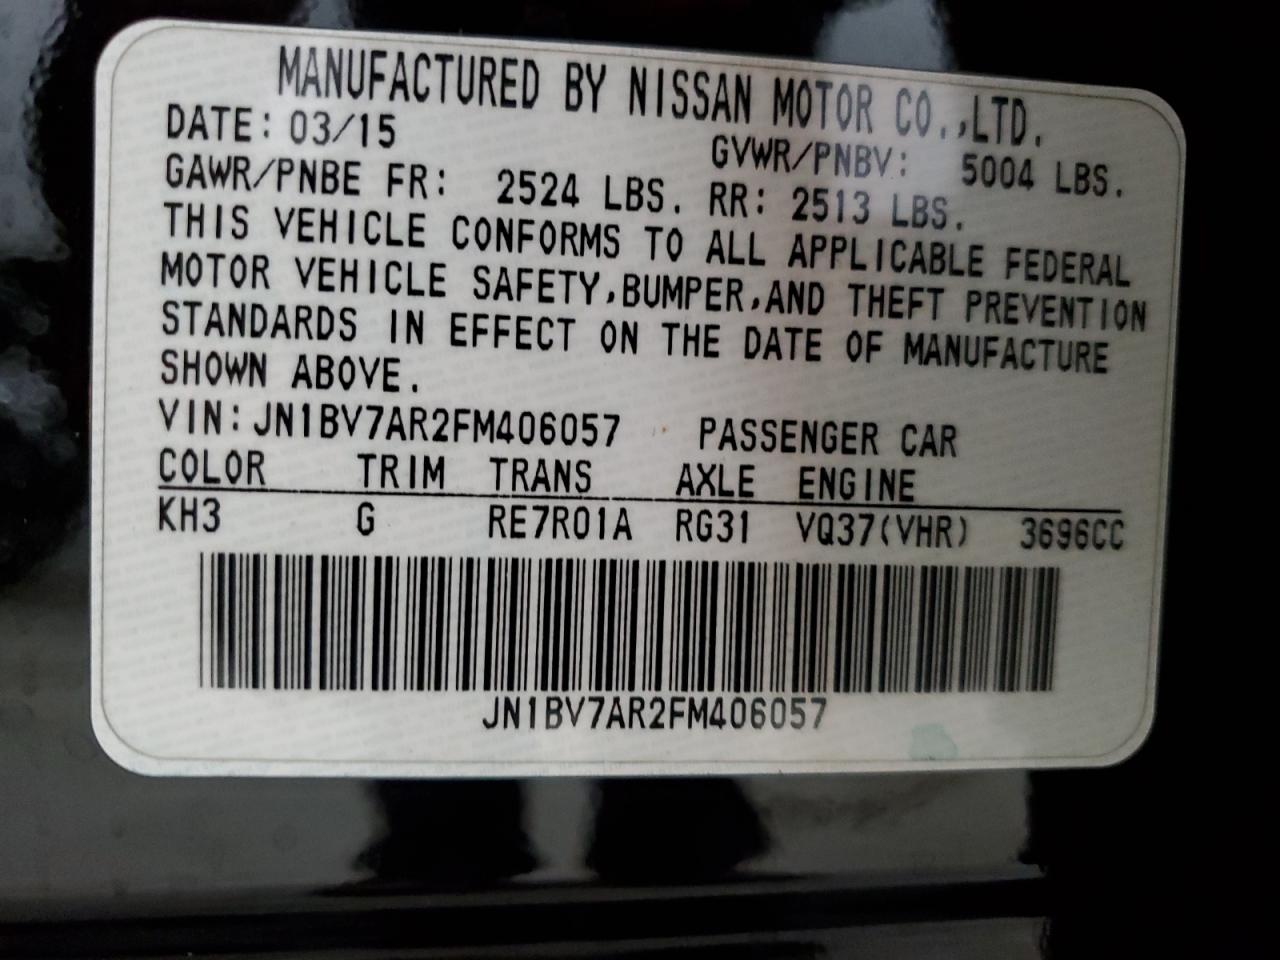 MANUFACTURED BY NISSAN MOTOR CO.,LTD.
DATE: 03/15 GVWR/PNBV: 5004 LBS.
GAWR/PNBE FR: 2524 LBS. RR: 2513 LBS.
THIS VEHICLE CONFORMS TO ALL APPLICABLE FEDERAL
MOTOR VEHICLE SAFETY,BUMPER,AND THEFT PREVENTION
STANDARDS IN EFFECT ON THE DATE OF MANUFACTURE
SHOWN ABOVE.
VIN:JN1BV7AR2FM406057 PASSENGER CAR
COLOR TRIM TRANS AXLE ENGINE
KH3 G RE7R01A RG31 VQ37(VHR) 3696CC
JN1BV7AR2FM406057